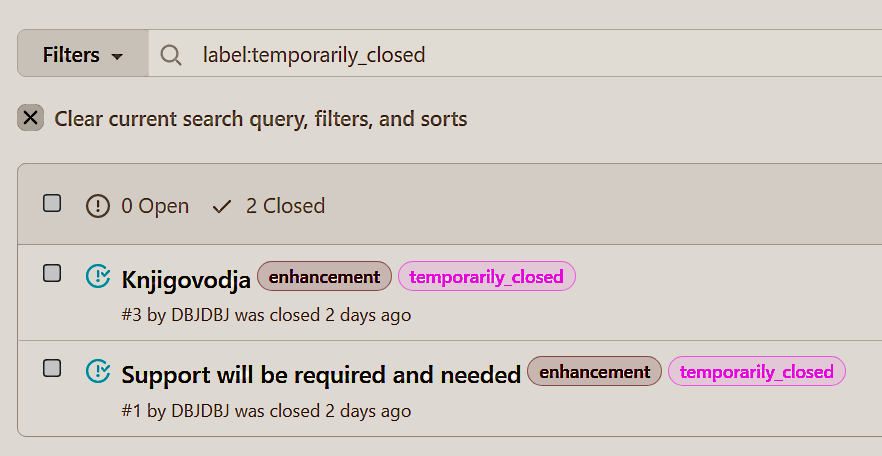 Filters label:temporarily_closed
Clear current search query, filters, and sorts
0 Open 2 Closed
Knjigovodja enhancement temporarily_closed
#3 by DBJDBJ was closed 2 days ago
Support will be required and needed enhancement temporarily_closed
#1 by DBJDBJ was closed 2 days ago